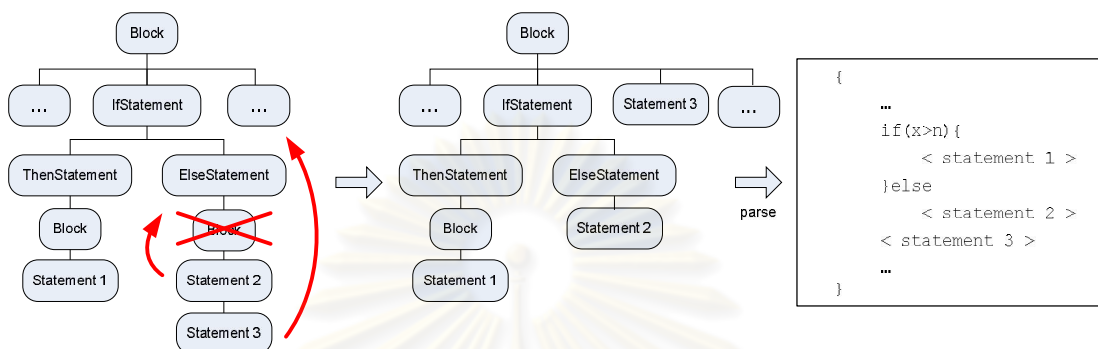 Block
...
IfStatement
...
ThenStatement
ElseStatement
Block
Block
Statement 1
Statement 2
Statement 3
Block
...
IfStatement
Statement 3
...
ThenStatement
ElseStatement
Block
Statement 2
Statement 1
parse
{
…
if(x>n){
< statement 1 >
}else
< statement 2 >
< statement 3 >
…
}